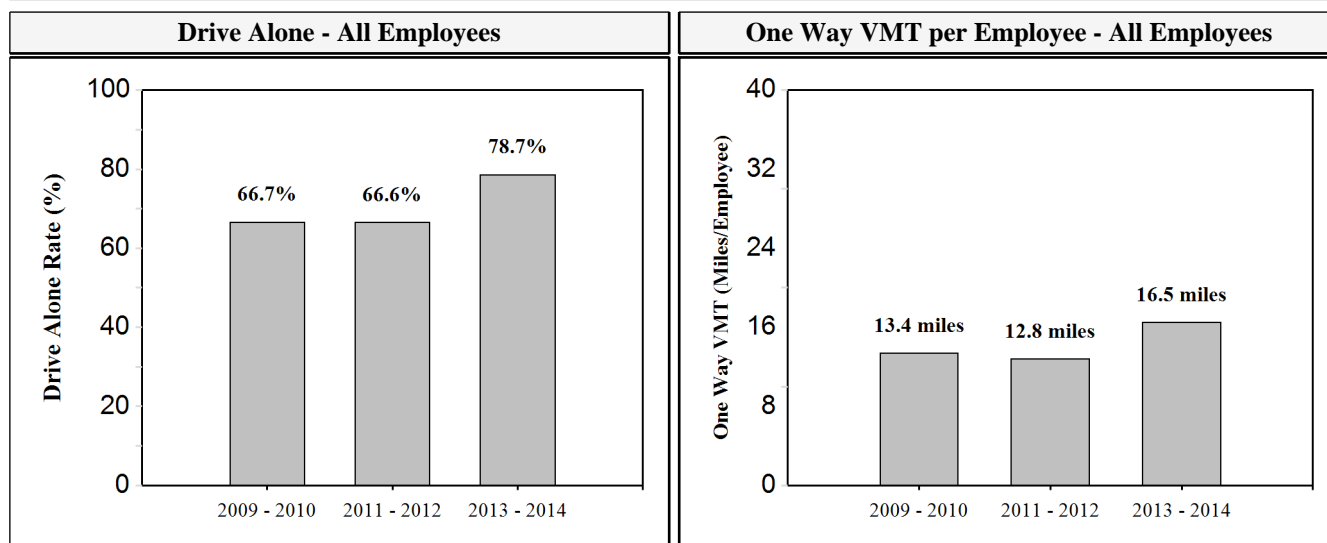 Drive Alone - All Employees
Drive Alone Rate (%)
100
80
60
40
20
0
66.7%
66.6%
78.7%
2009 - 2010
2011 - 2012
2013 - 2014
One Way VMT per Employee - All Employees
One Way VMT (Miles/Employee)
40
32
24
16
8
0
13.4 miles
12.8 miles
16.5 miles
2009 - 2010
2011 - 2012
2013 - 2014